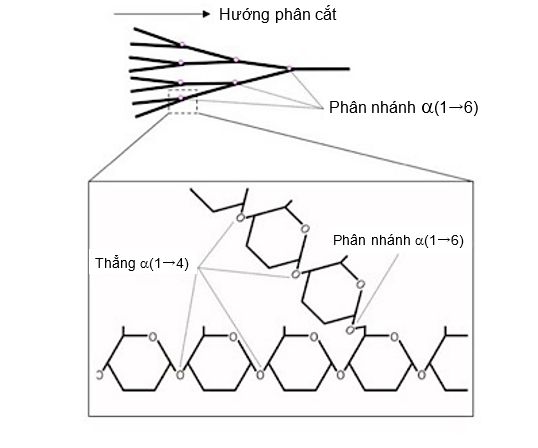 Hướng phân cắt
Phân nhánh α(1→6)
Phân nhánh α(1→6)
Thẳng α(1→4)
O
O
O
O
O
O
O
O
O
O
O
O
O
O